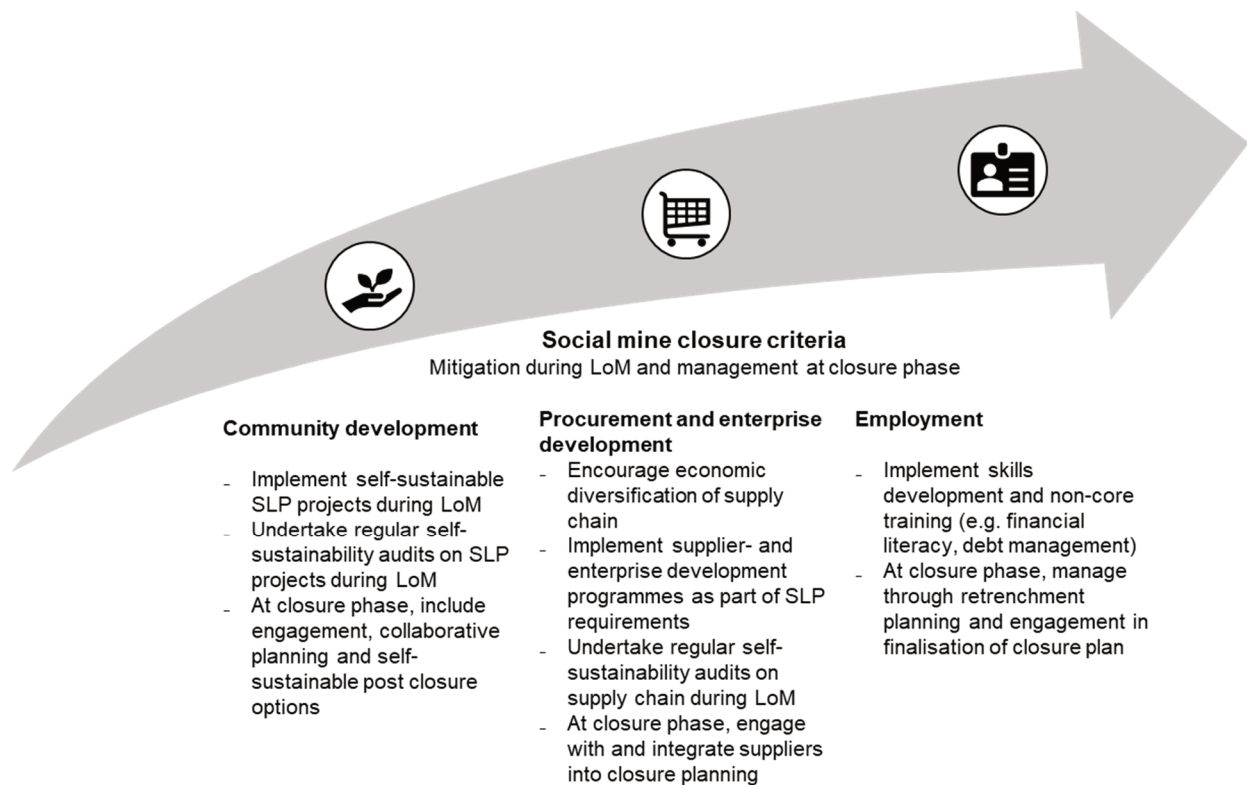 Social mine closure criteria
Mitigation during LoM and management at closure phase
Community development
- Implement self-sustainable
SLP projects during LoM
- Undertake regular self-
sustainability audits on SLP
projects during LoM
- At closure phase, include
engagement, collaborative
planning and self-
sustainable post closure
options
Procurement and enterprise
development
- Encourage economic
diversification of supply
chain
- Implement supplier- and
enterprise development
programmes as part of SLP
requirements
- Undertake regular self-
sustainability audits on
supply chain during LoM
- At closure phase, engage
with and integrate suppliers
into closure planning
Employment
- Implement skills
development and non-core
training (e.g. financial
literacy, debt management)
- At closure phase, manage
through retrenchment
planning and engagement in
finalisation of closure plan